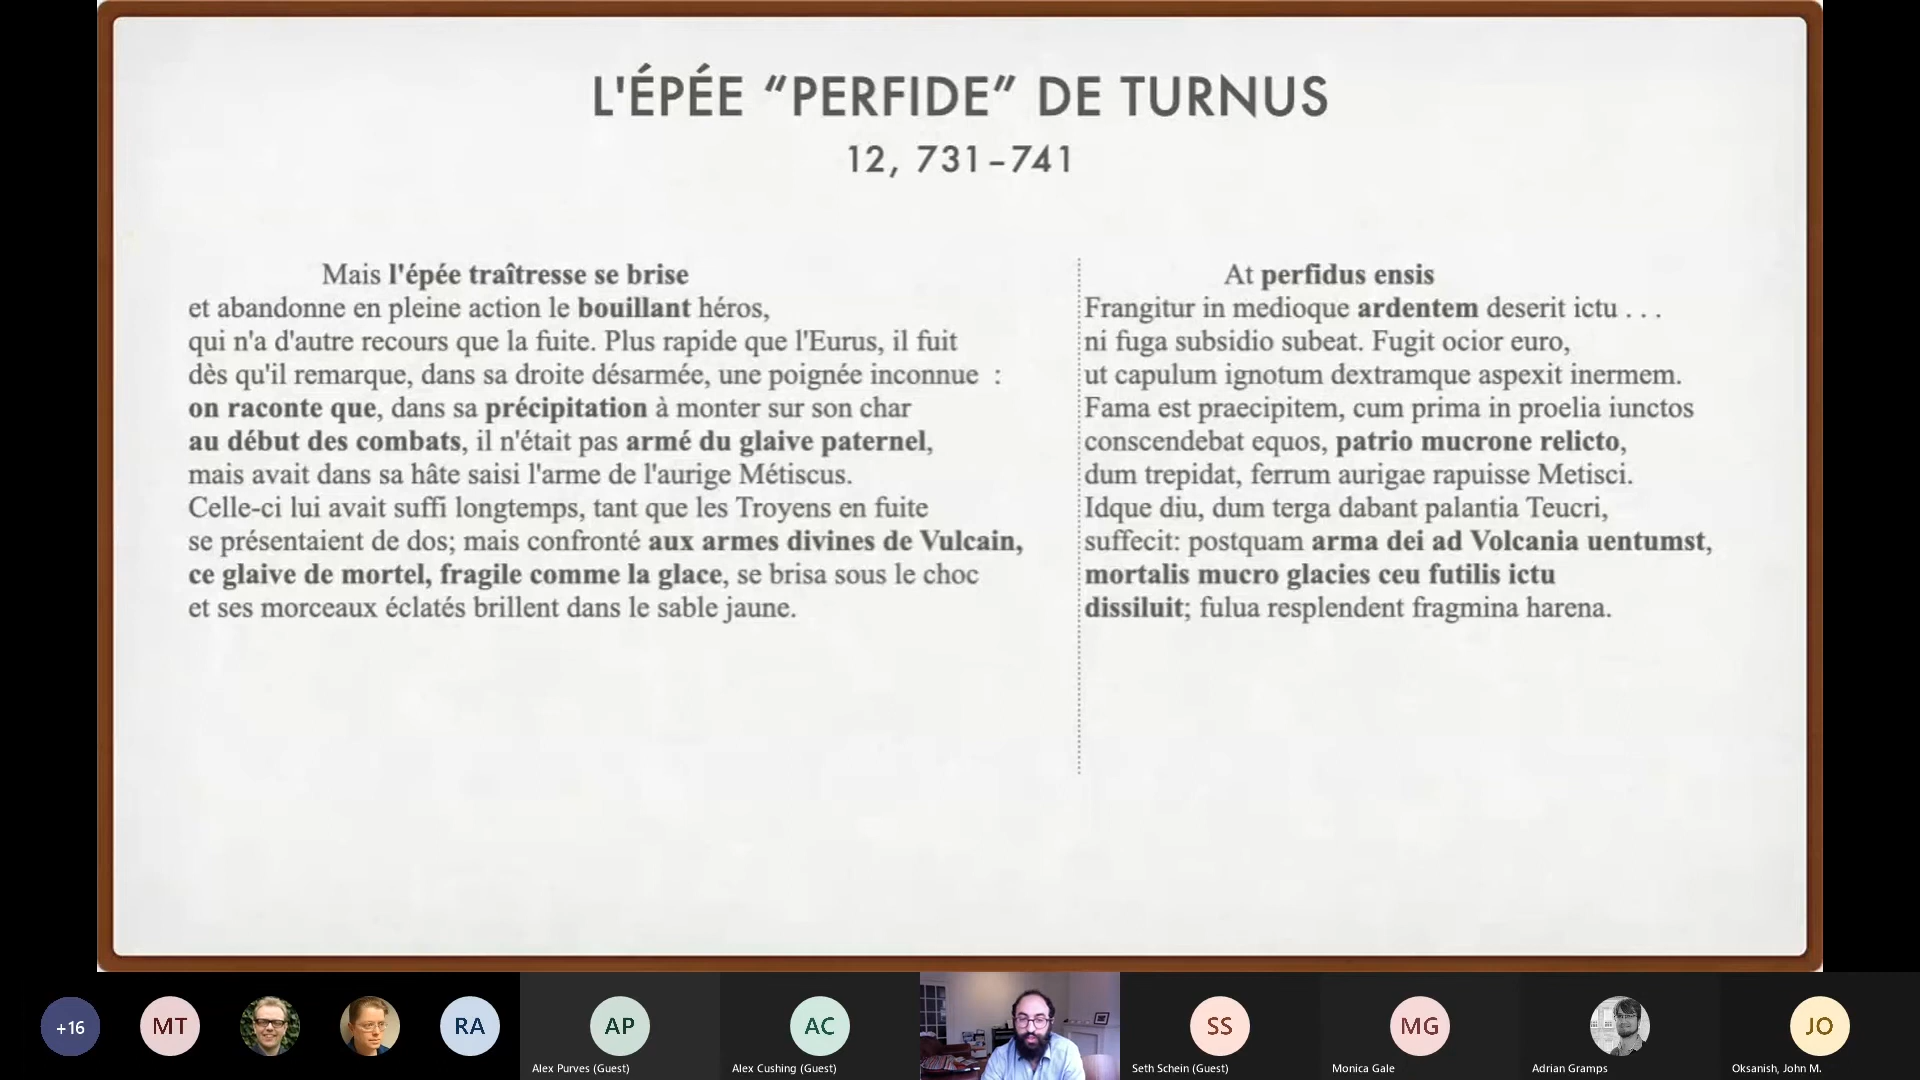 L'ÉPÉE “PERFIDE” DE TURNUS
12, 731–741
Mais l'épée traîtresse se brise
et abandonne en pleine action le bouillant héros,
qui n'a d'autre recours que la fuite. Plus rapide que l'Eurus, il fuit
dès qu'il remarque, dans sa droite désarmée, une poignée inconnue :
on raconte que, dans sa précipitation à monter sur son char
au début des combats, il n'était pas armé du glaive paternel,
mais avait dans sa hâte saisi l'arme de l'aurige Métiscus.
Celle-ci lui avait suffi longtemps, tant que les Troyens en fuite
se présentaient de dos; mais confronté aux armes divines de Vulcain,
ce glaive de mortel, fragile comme la glace, se brisa sous le choc
et ses morceaux éclatés brillent dans le sable jaune.
At perfidus ensis
Frangitur in medioque ardentem deserit ictu . . .
ni fuga subsidio subeat. Fugit ocior euro,
ut capulum ignotum dextramque aspexit inermem.
Fama est praecipitem, cum prima in proelia iunctos
conscendebat equos, patrio mucrone relicto,
dum trepidat, ferrum aurigae rapuisse Metisci.
Idque diu, dum terga dabant palantia Teucri,
suffecit: postquam arma dei ad Volcania uentumst,
mortalis mucro glacies ceu futilis ictu
dissiluit; fulua resplendent fragmina harena.
+16
MT
RA
AP
Alex Purves (Guest)
AC
Alex Cushing (Guest)
SS
Seth Schein (Guest)
MG
Monica Gale
Adrian Gramps
JO
Oksanish, John M.